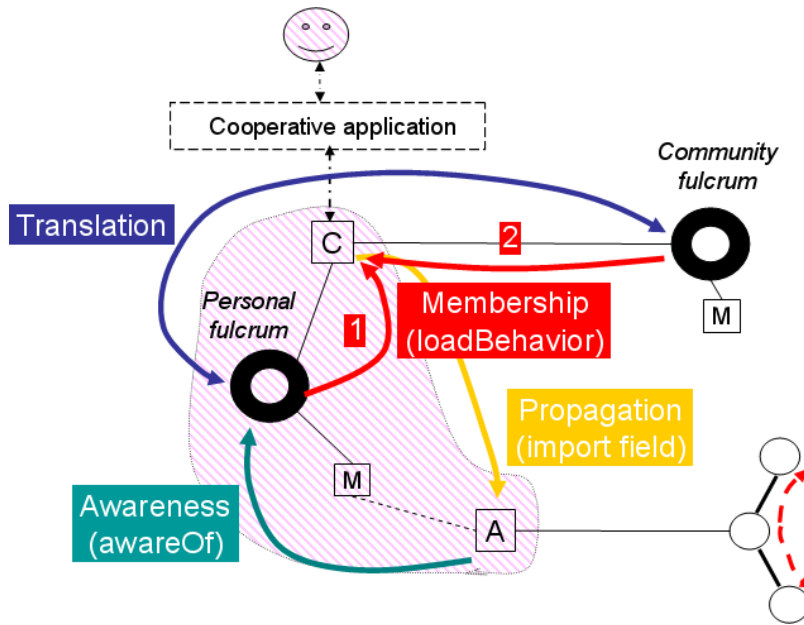 Cooperative application
Community
fulcrum
Translation
C
2
Personal
fulcrum
Membership
(loadBehavior)
1
M
Propagation
(import field)
M
Awareness
(awareOf)
A